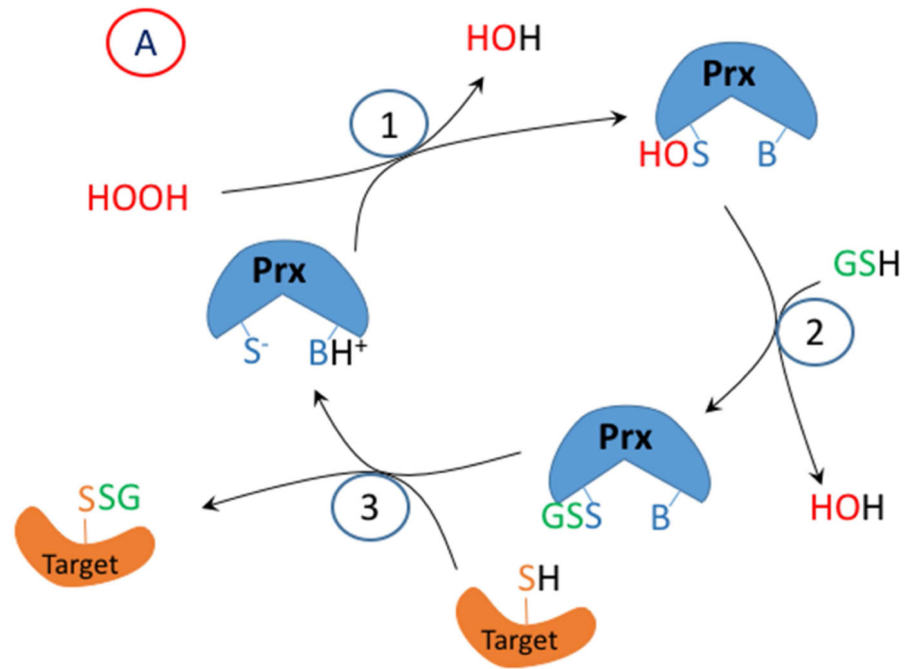 A
HOH
Prx
1
HOS B
HOOH
GSH
Prx
2
S- BH+
Prx
GSS B
HOH
SSG
3
Target
SH
Target